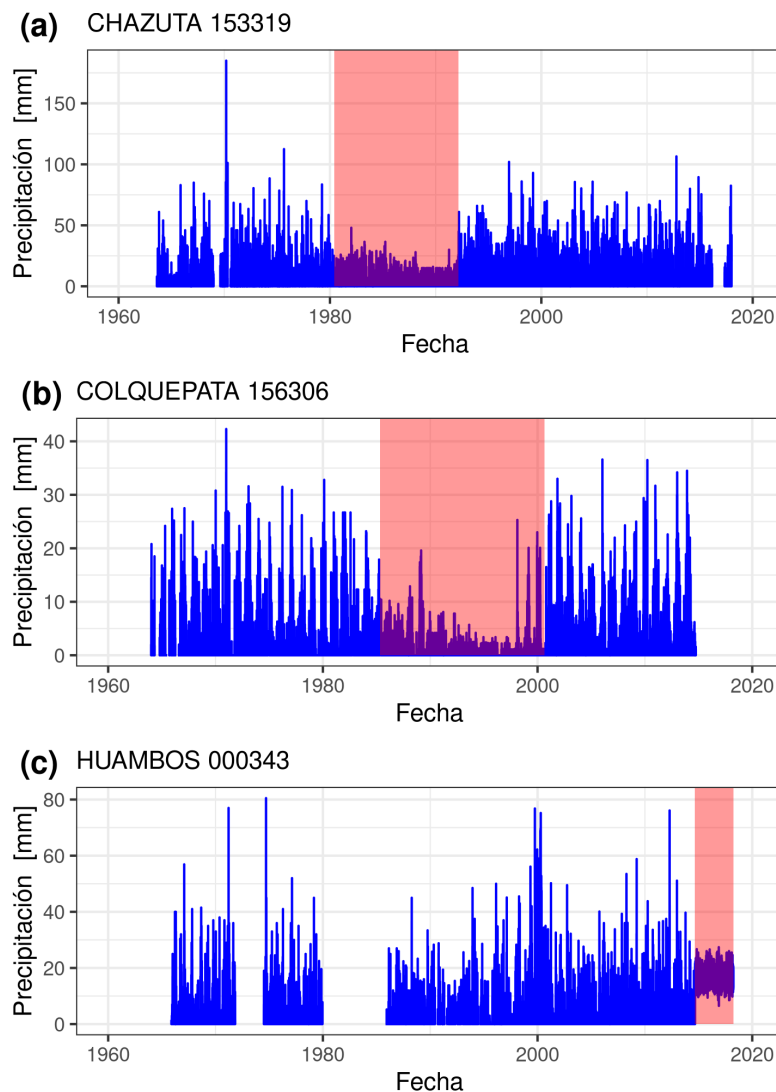 (a) CHAZUTA 153319
Precipitación [mm]
150
100
50
0
1960 1980 2000 2020
Fecha
(b) COLQUEPATA 156306
Precipitación [mm]
40
30
20
10
0
1960 1980 2000 2020
Fecha
(c) HUAMBOS 000343
Precipitación [mm]
80
60
40
20
0
1960 1980 2000 2020
Fecha